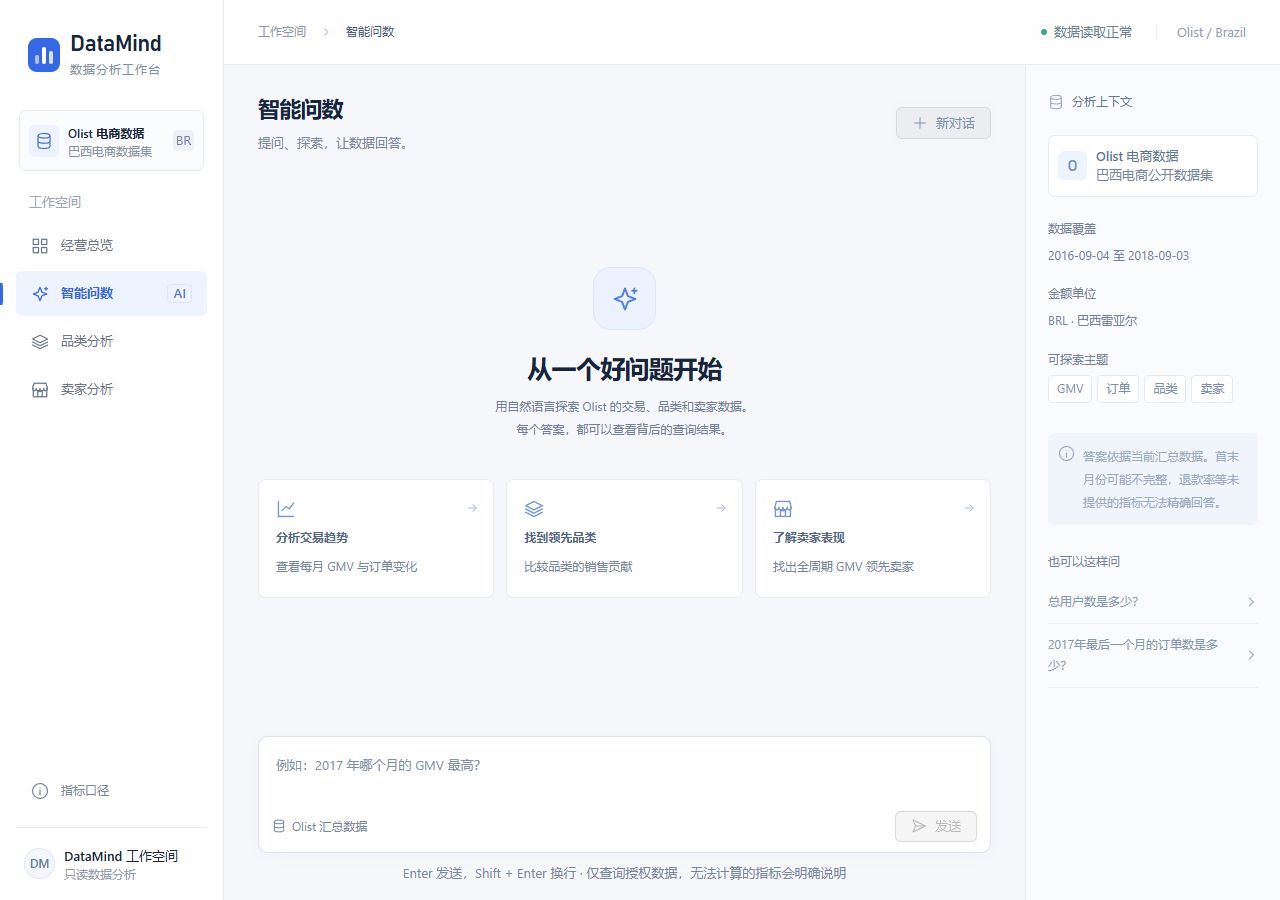 DataMind
数据分析工作台
Olist 电商数据
巴西电商数据集
BR
工作空间
经营总览
智能问数
AI
品类分析
卖家分析
指标口径
DM
DataMind 工作空间
只读数据分析
工作空间
智能问数
数据读取正常
Olist / Brazil
智能问数
提问、探索，让数据回答。
新对话
从一个好问题开始
用自然语言探索 Olist 的交易、品类和卖家数据。
每个答案，都可以查看背后的查询结果。
分析交易趋势
查看每月 GMV 与订单变化
找到领先品类
比较品类的销售贡献
了解卖家表现
找出全周期 GMV 领先卖家
例如：2017 年哪个月的 GMV 最高？
Olist 汇总数据
发送
Enter 发送，Shift + Enter 换行 · 仅查询授权数据，无法计算的指标会明确说明
分析上下文
O
Olist 电商数据
巴西电商公开数据集
数据覆盖
2016-09-04 至 2018-09-03
金额单位
BRL · 巴西雷亚尔
可探索主题
GMV
订单
品类
卖家
答案依据当前汇总数据。首末
月份可能不完整，退款率等未
提供的指标无法精确回答。
也可以这样问
总用户数是多少？
2017年最后一个月的订单数是多
少？